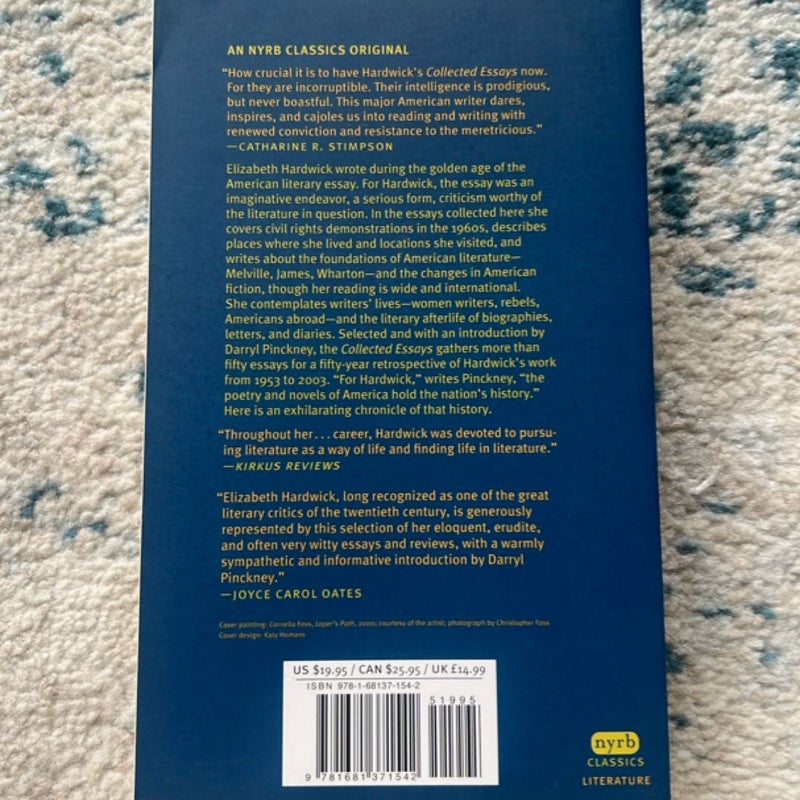 AN NYRB CLASSICS ORIGINAL
“How crucial it is to have Hardwick’s Collected Essays now.
For they are incorruptible. Their intelligence is prodigious,
but never boastful. This major American writer dares,
inspires, and cajoles us into reading and writing with
renewed conviction and resistance to the meretricious.”
—CATHARINE R. STIMPSON
Elizabeth Hardwick wrote during the golden age of the
American literary essay. For Hardwick, the essay was an
imaginative endeavor, a serious form, criticism worthy of
the literature in question. In the essays collected here she
covers civil rights demonstrations in the 1960s, describes
places where she lived and locations she visited, and
writes about the foundations of American literature—
Melville, James, Wharton—and the changes in American
fiction, though her reading is wide and international.
She contemplates writers’ lives—women writers, rebels,
Americans abroad—and the literary afterlife of biographies,
letters, and diaries. Selected and with an introduction by
Darryl Pinckney, the Collected Essays gathers more than
fifty essays for a fifty-year retrospective of Hardwick’s work
from 1953 to 2003. “For Hardwick,” writes Pinckney, “the
poetry and novels of America hold the nation’s history.”
Here is an exhilarating chronicle of that history.
“Throughout her . . . career, Hardwick was devoted to pursu-
ing literature as a way of life and finding life in literature.”
—KIRKUS REVIEWS
“Elizabeth Hardwick, long recognized as one of the great
literary critics of the twentieth century, is generously
represented by this selection of her eloquent, erudite,
and often very witty essays and reviews, with a warmly
sympathetic and informative introduction by Darryl
Pinckney.”
—JOYCE CAROL OATES
Cover painting: Cornelia Foss, Loper's Path, 2000; courtesy of the artist; photograph by Christopher Foss
Cover design: Katy Homans
US $19.95 / CAN $25.95 / UK £14.99
ISBN 978-1-68137-154-2
51995
9 781681 371542
nyrb
CLASSICS
LITERATURE